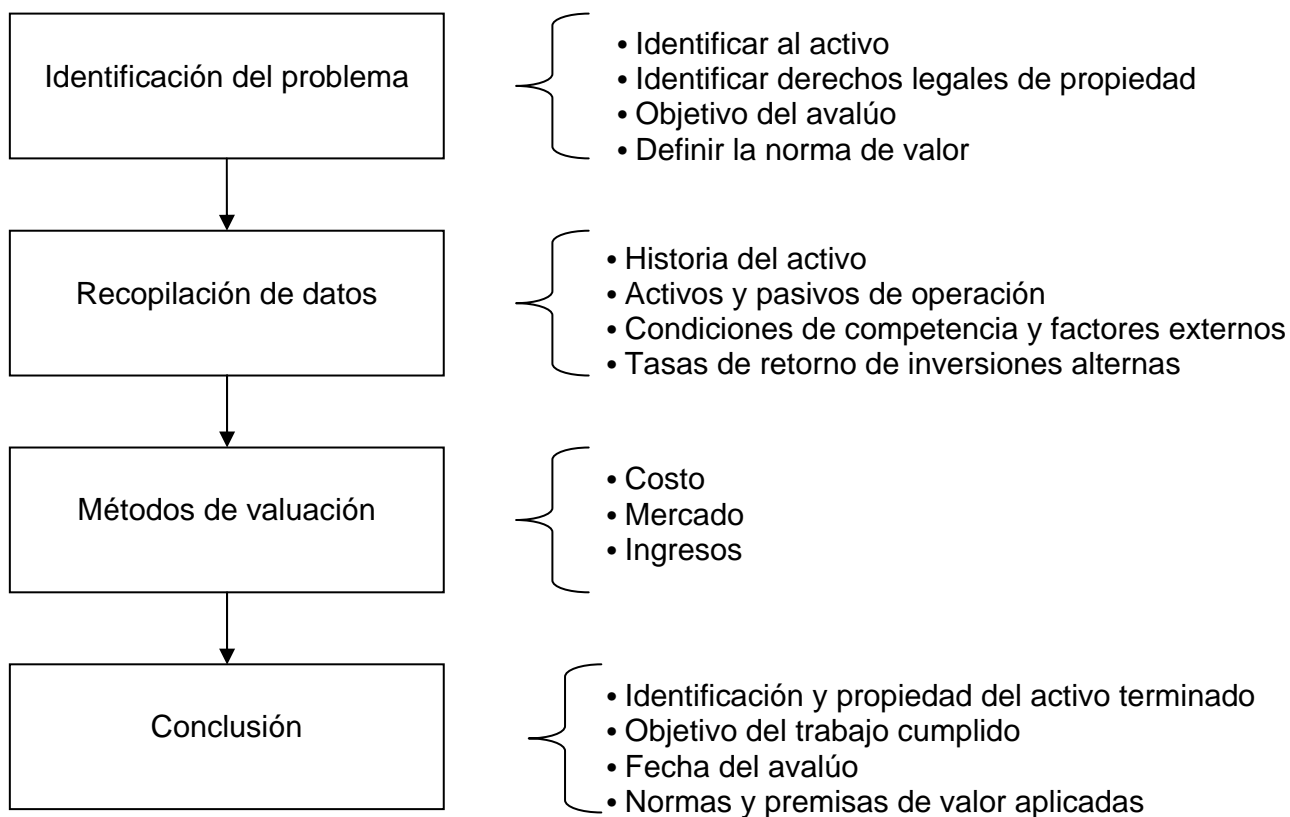 Identificación del problema
• Identificar al activo
• Identificar derechos legales de propiedad
• Objetivo del avalúo
• Definir la norma de valor
Recopilación de datos
• Historia del activo
• Activos y pasivos de operación
• Condiciones de competencia y factores externos
• Tasas de retorno de inversiones alternas
Métodos de valuación
• Costo
• Mercado
• Ingresos
Conclusión
• Identificación y propiedad del activo terminado
• Objetivo del trabajo cumplido
• Fecha del avalúo
• Normas y premisas de valor aplicadas